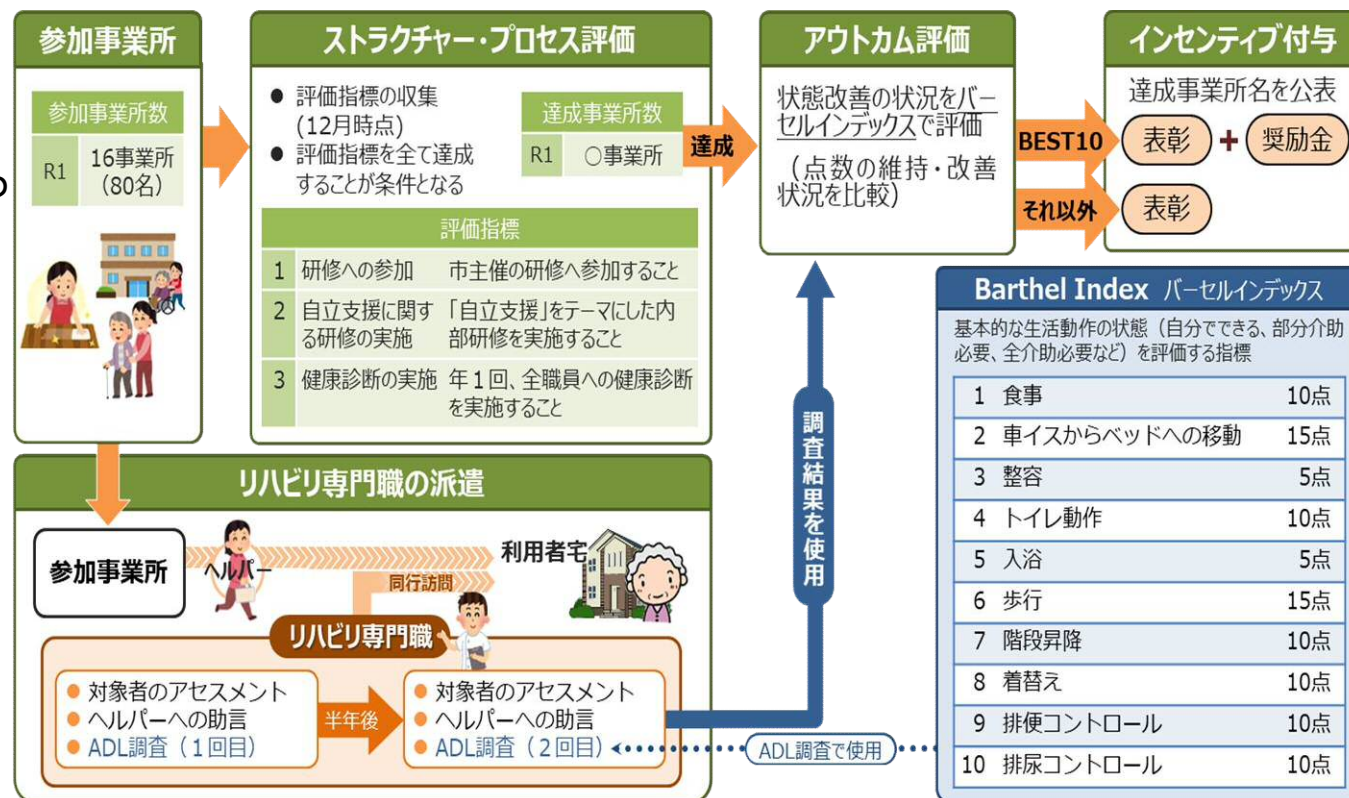 参加事業所
参加事業所数
R1 16事業所
(80名)
ストラクチャー・プロセス評価
● 評価指標の収集
(12月時点)
● 評価指標を全て達成
することが条件となる
達成事業所数
R1 ○事業所
評価指標
1 研修への参加 市主催の研修へ参加すること
2 自立支援に関す 「自立支援」をテーマにした内
る研修の実施 部研修を実施すること
3 健康診断の実施 年1回、全職員への健康診断
を実施すること
達成
アウトカム評価
状態改善の状況をバー
セルインデックスで評価
(点数の維持・改善
状況を比較)
BEST10
それ以外
インセンティブ付与
達成事業所名を公表
表彰 + 奨励金
表彰
リハビリ専門職の派遣
参加事業所
ヘルパー
同行訪問
利用者宅
リハビリ専門職
● 対象者のアセスメント
● ヘルパーへの助言
● ADL調査(1回目)
半年後
● 対象者のアセスメント
● ヘルパーへの助言
● ADL調査(2回目)
調査結果を使用
ADL調査で使用
Barthel Index バーセルインデックス
基本的な生活動作の状態(自分でできる、部分介助
必要、全介助必要など)を評価する指標
1 食事 10点
2 車イスからベッドへの移動 15点
3 整容 5点
4 トイレ動作 10点
5 入浴 5点
6 歩行 15点
7 階段昇降 10点
8 着替え 10点
9 排便コントロール 10点
10 排尿コントロール 10点